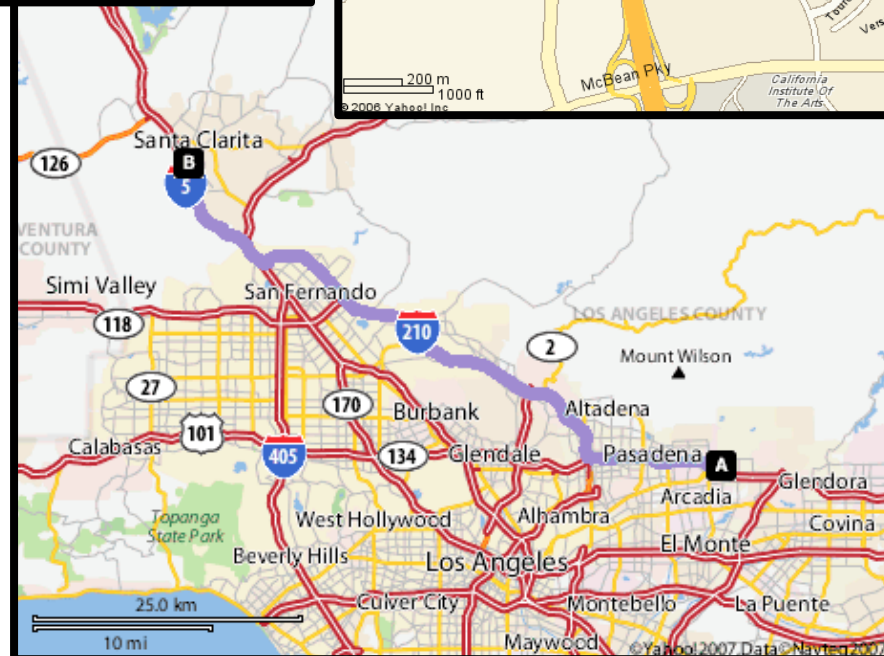 200 m
1000 ft
© 2006 Yahoo! Inc
McBean Pky
California
Institute Of
The Arts
Santa Clarita
B
126
5
VENTURA
COUNTY
Simi Valley
San Fernando
118
LOS ANGELES COUNTY
210
2
Mount Wilson
27
170
Burbank
Altadena
101
Calabasas
405
134
Glendale
Pasadena
A
Glendora
Arcadia
Topanga
State Park
West Hollywood
Alhambra
Covina
Beverly Hills
Los Angeles
El Monte
25.0 km
10 mi
Culver City
Montebello
La Puente
Maywood
©Yahoo!2007,Data©Navteq2007